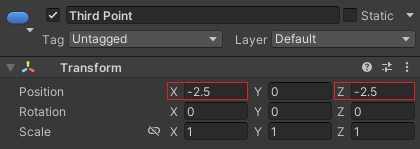 Third Point Static
Tag Untagged Layer Default
Transform
Position X -2.5 Y 0 Z -2.5
Rotation X 0 Y 0 Z 0
Scale X 1 Y 1 Z 1